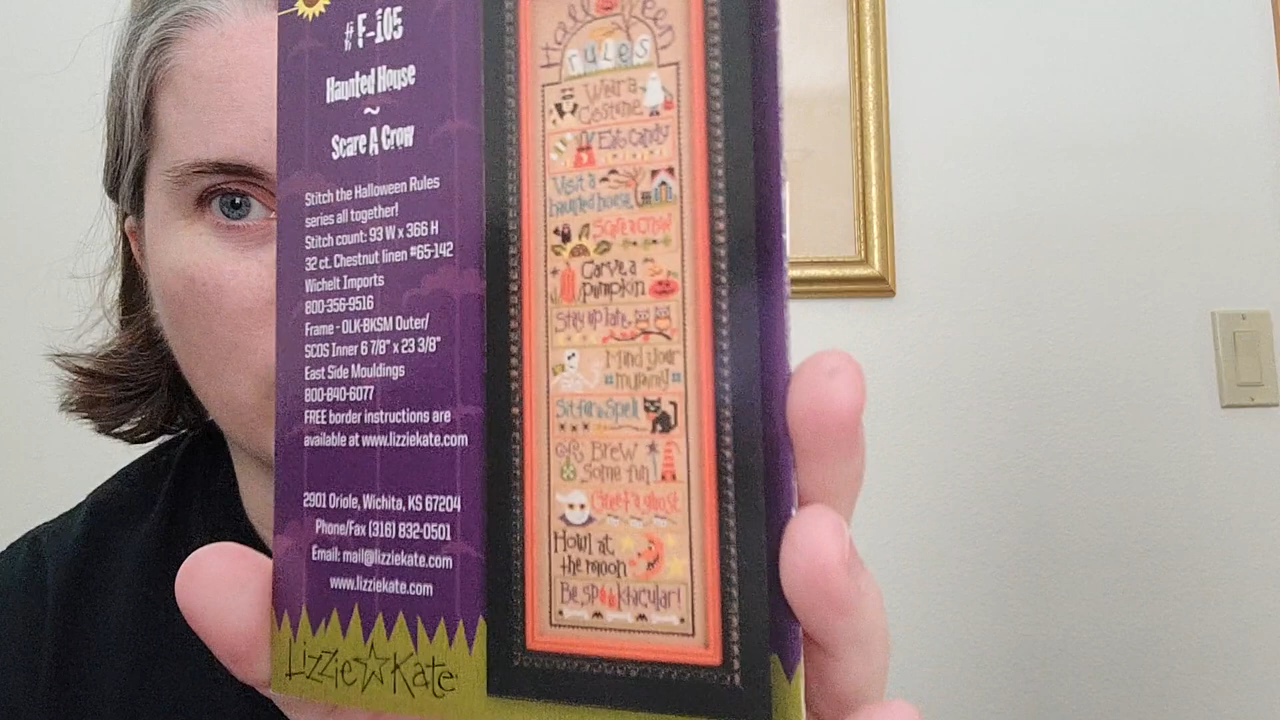 #F-105
Haunted House
~
Scare A Crow
Stitch the Halloween Rules
series all together!
Stitch count: 93 W x 366 H
32 ct. Chestnut linen #65-142
Wichelt Imports
800-356-9516
Frame - OLK-BKSM Outer/
SCOS Inner 6 7/8" x 23 3/8"
East Side Mouldings
800-840-6077
FREE border instructions are
available at www.lizziekate.com
2901 Oriole, Wichita, KS 67204
Phone/Fax (316) 832-0501
Email: mail@lizziekate.com
www.lizziekate.com
Lizzie Kate
Halloween
rules
Wear a
Costume
Eat candy
Visit a
haunted house
Scare a crow
Carve a
pumpkin
Stay up late
Mind your
mummy
Sit for a Spell
Brew
some fun
Greet a ghost
Howl at
the moon
Be spooktacular!